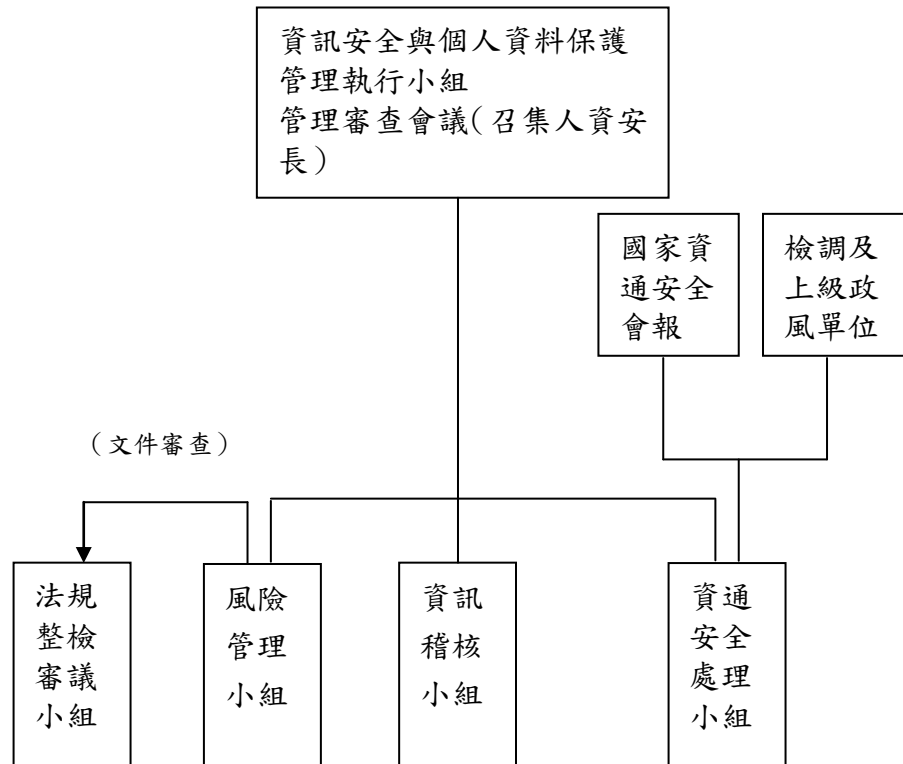 資訊安全與個人資料保護
管理執行小組
管理審查會議（召集人資安
長）
國家資
通安全
會報
檢調及
上級政
風單位
（文件審查）
法規
整檢
審議
小組
風險
管理
小組
資訊
稽核
小組
資通
安全
處理
小組